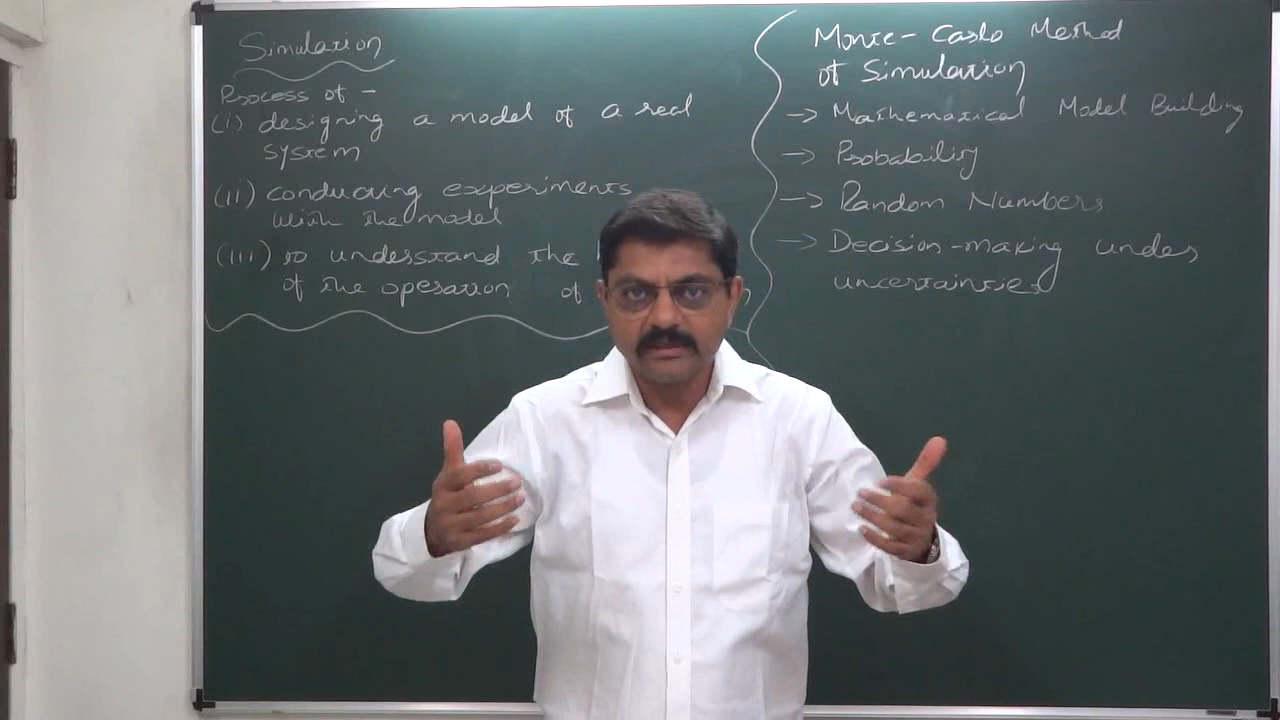 Simulation
Process of -
(i) designing a model of a real
system
(ii) conducting experiments
with the model
(iii) to understand the
of the operation of
Monte-Carlo Method
of Simulation
→ Mathematical Model Building
→ Probability
→ Random Numbers
→ Decision-making under
uncertainties